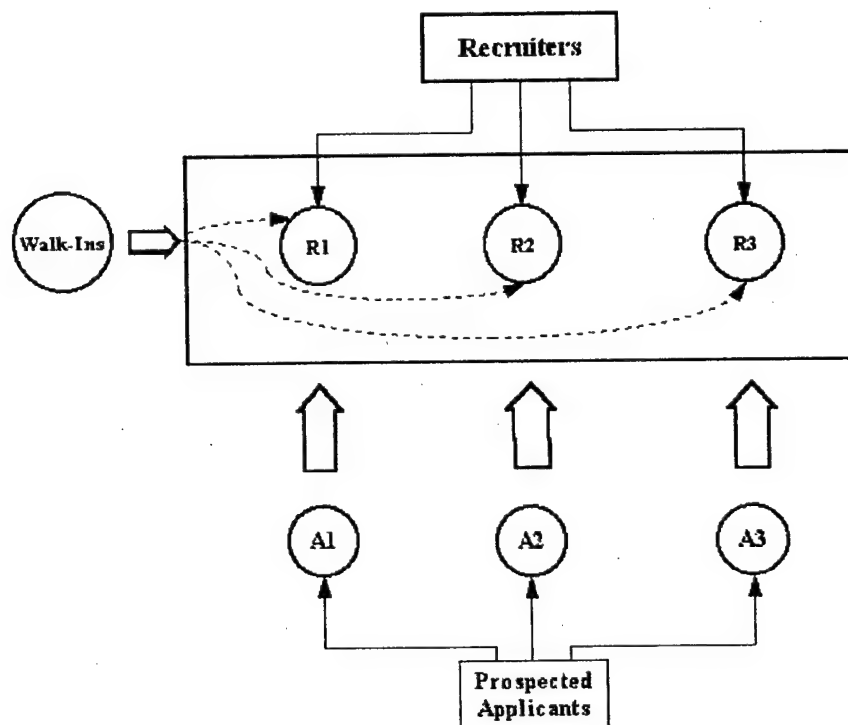 Recruiters
Walk-Ins
R1
R2
R3
A1
A2
A3
Prospected
Applicants